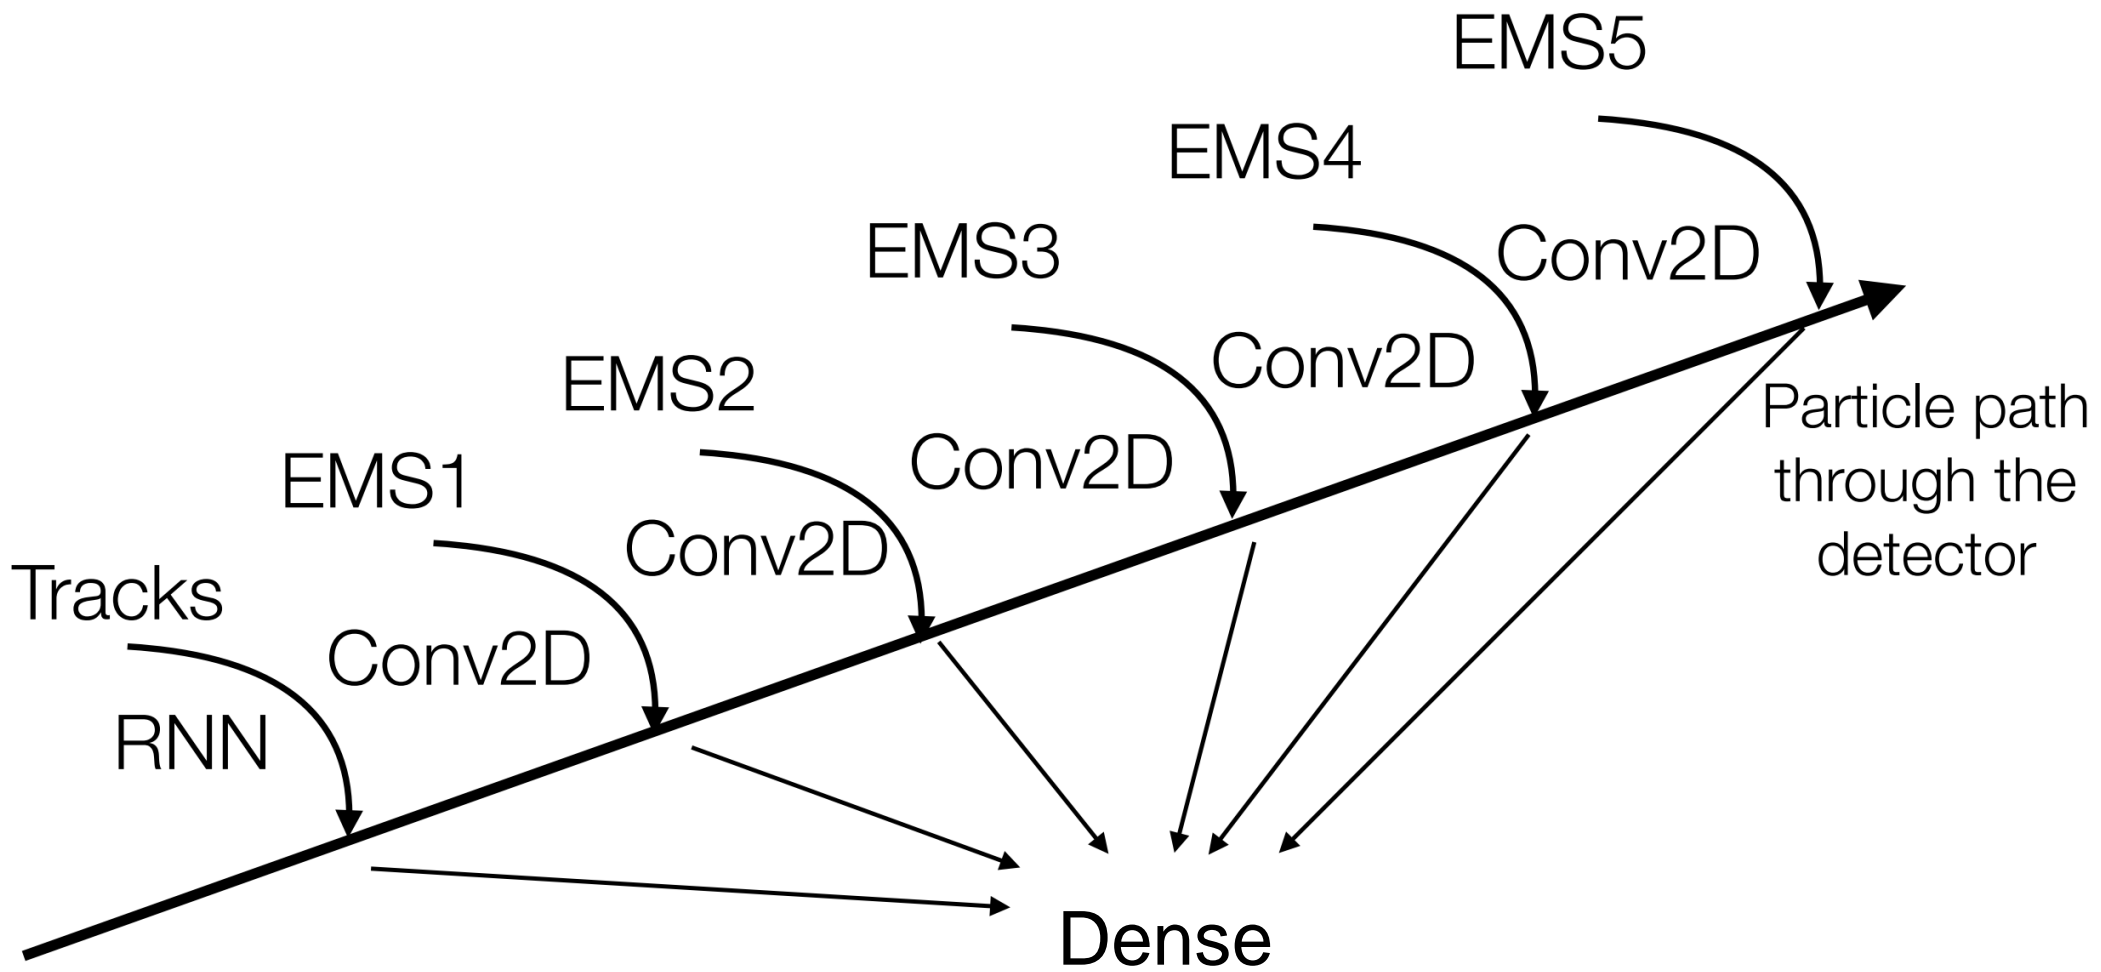 EMS5
EMS4
Conv2D
EMS3
Conv2D
EMS2
Conv2D
Particle path
through the
detector
EMS1
Conv2D
Tracks
Conv2D
RNN
Dense